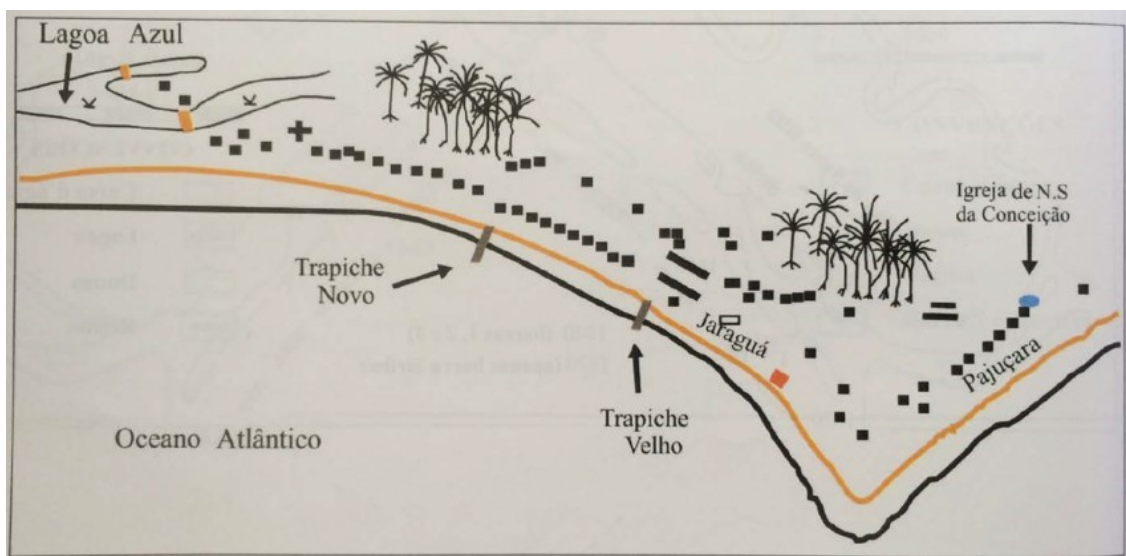 Lagoa Azul
Igreja de N.S
da Conceição
Trapiche
Novo
Jaraguá
Pajuçara
Trapiche
Velho
Oceano Atlântico